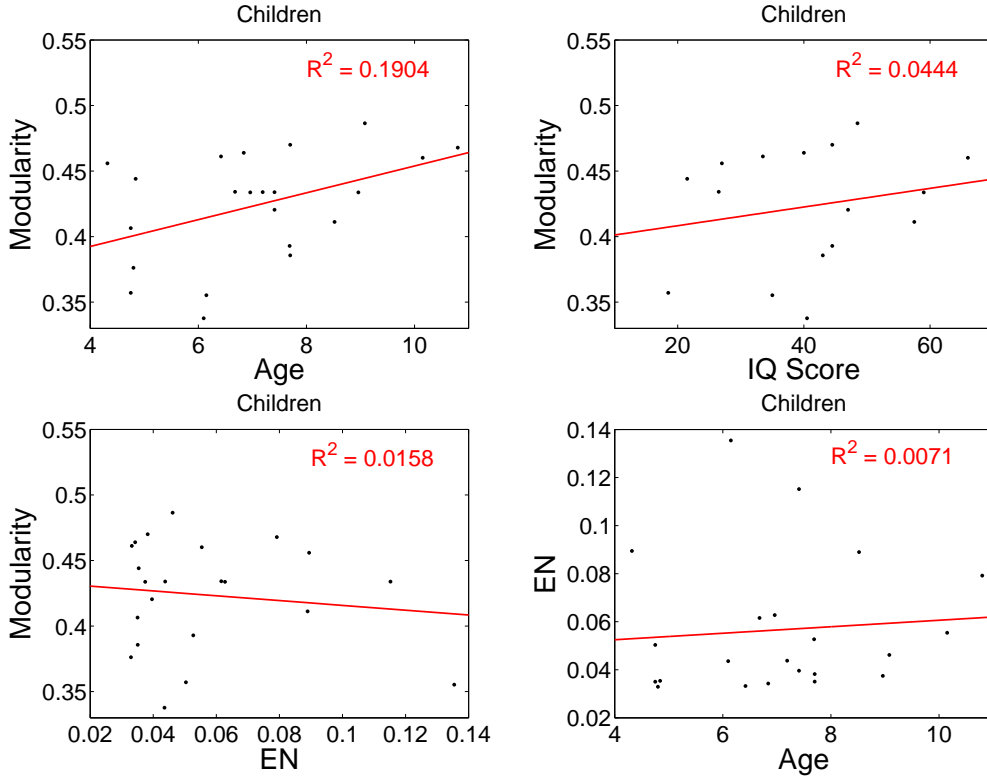 Children
R² = 0.1904
Modularity
0.55
0.5
0.45
0.4
0.35
4 6 8 10
Age
Children
R² = 0.0444
Modularity
0.55
0.5
0.45
0.4
0.35
20 40 60
IQ Score
Children
R² = 0.0158
Modularity
0.55
0.5
0.45
0.4
0.35
0.02 0.04 0.06 0.08 0.1 0.12 0.14
EN
Children
R² = 0.0071
EN
0.14
0.12
0.1
0.08
0.06
0.04
0.02
4 6 8 10
Age